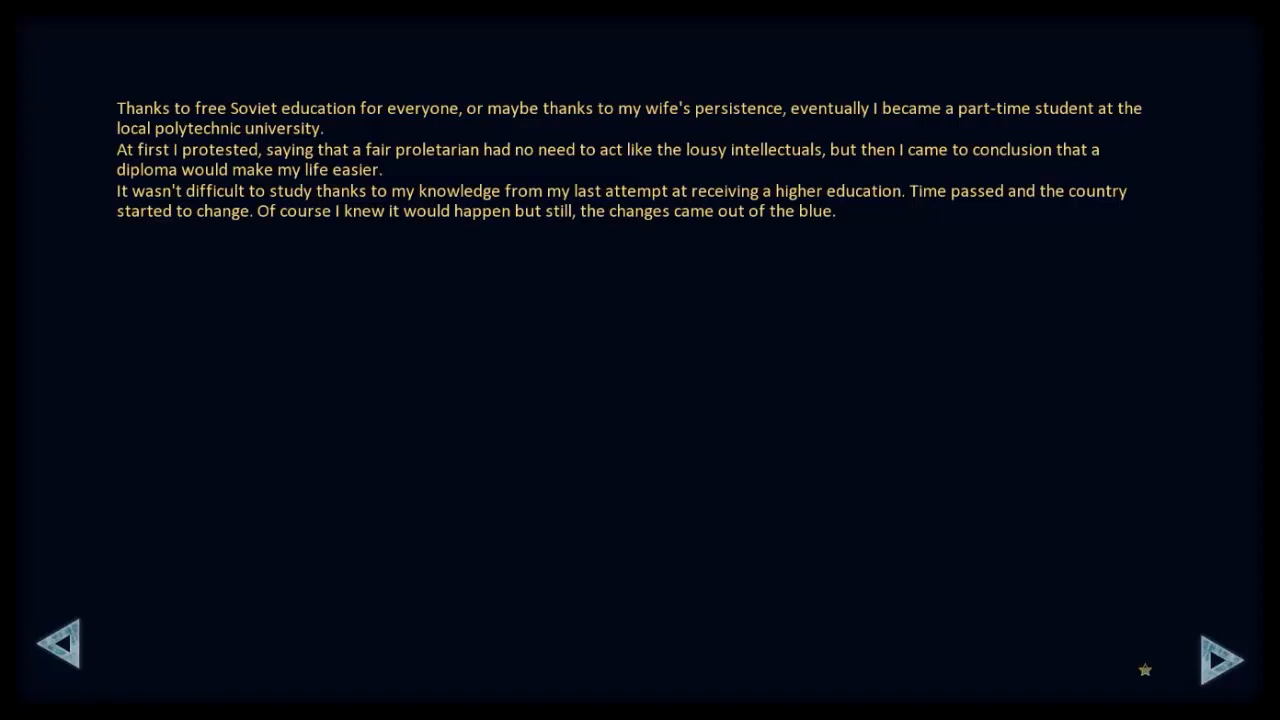 Thanks to free Soviet education for everyone, or maybe thanks to my wife's persistence, eventually I became a part-time student at the
local polytechnic university.
At first I protested, saying that a fair proletarian had no need to act like the lousy intellectuals, but then I came to conclusion that a
diploma would make my life easier.
It wasn't difficult to study thanks to my knowledge from my last attempt at receiving a higher education. Time passed and the country
started to change. Of course I knew it would happen but still, the changes came out of the blue.